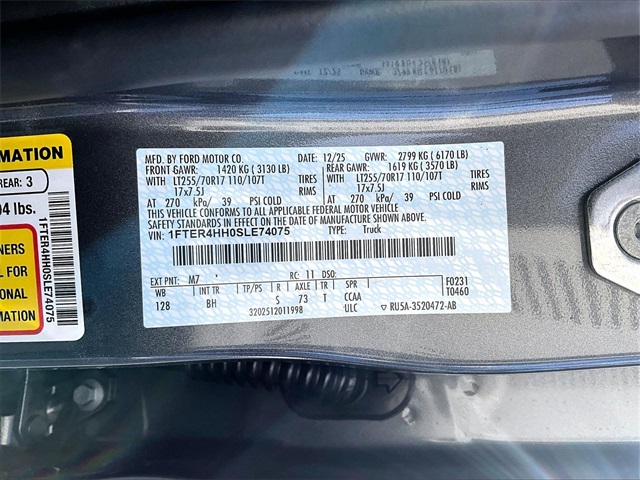 MFD. BY FORD MOTOR CO. 12/25 GVWR: 2799 KG ( 6170 LB)
FRONT GAWR: 1420 KG ( 3130 LB) REAR GAWR: 1619 KG ( 3570 LB)
WITH LT255/70R17 110/107T TIRES WITH LT255/70R17 110/107T TIRES
17x7.5J RIMS 17x7.5J RIMS
AT 270 kPa/ 39 PSI COLD AT 270 kPa/ 39 PSI COLD
THIS VEHICLE CONFORMS TO ALL APPLICABLE FEDERAL MOTOR VEHICLE
SAFETY STANDARDS IN EFFECT ON THE DATE OF MANUFACTURE SHOWN ABOVE.
VIN: 1FTER4HH0SLE74075 TYPE: Truck
EXT PNT: M7 RC: 11 DSO:
WB INT TR TP/PS R AXLE TR S F0231
128 BH S 73 T CCAA T0460
3202512011998 ULC ▽ RU5A-3520472-AB
RMATION
REAR: 3
04 lbs.
NERS
L FOR
ONAL
ION
1FTER4HH0SLE74075